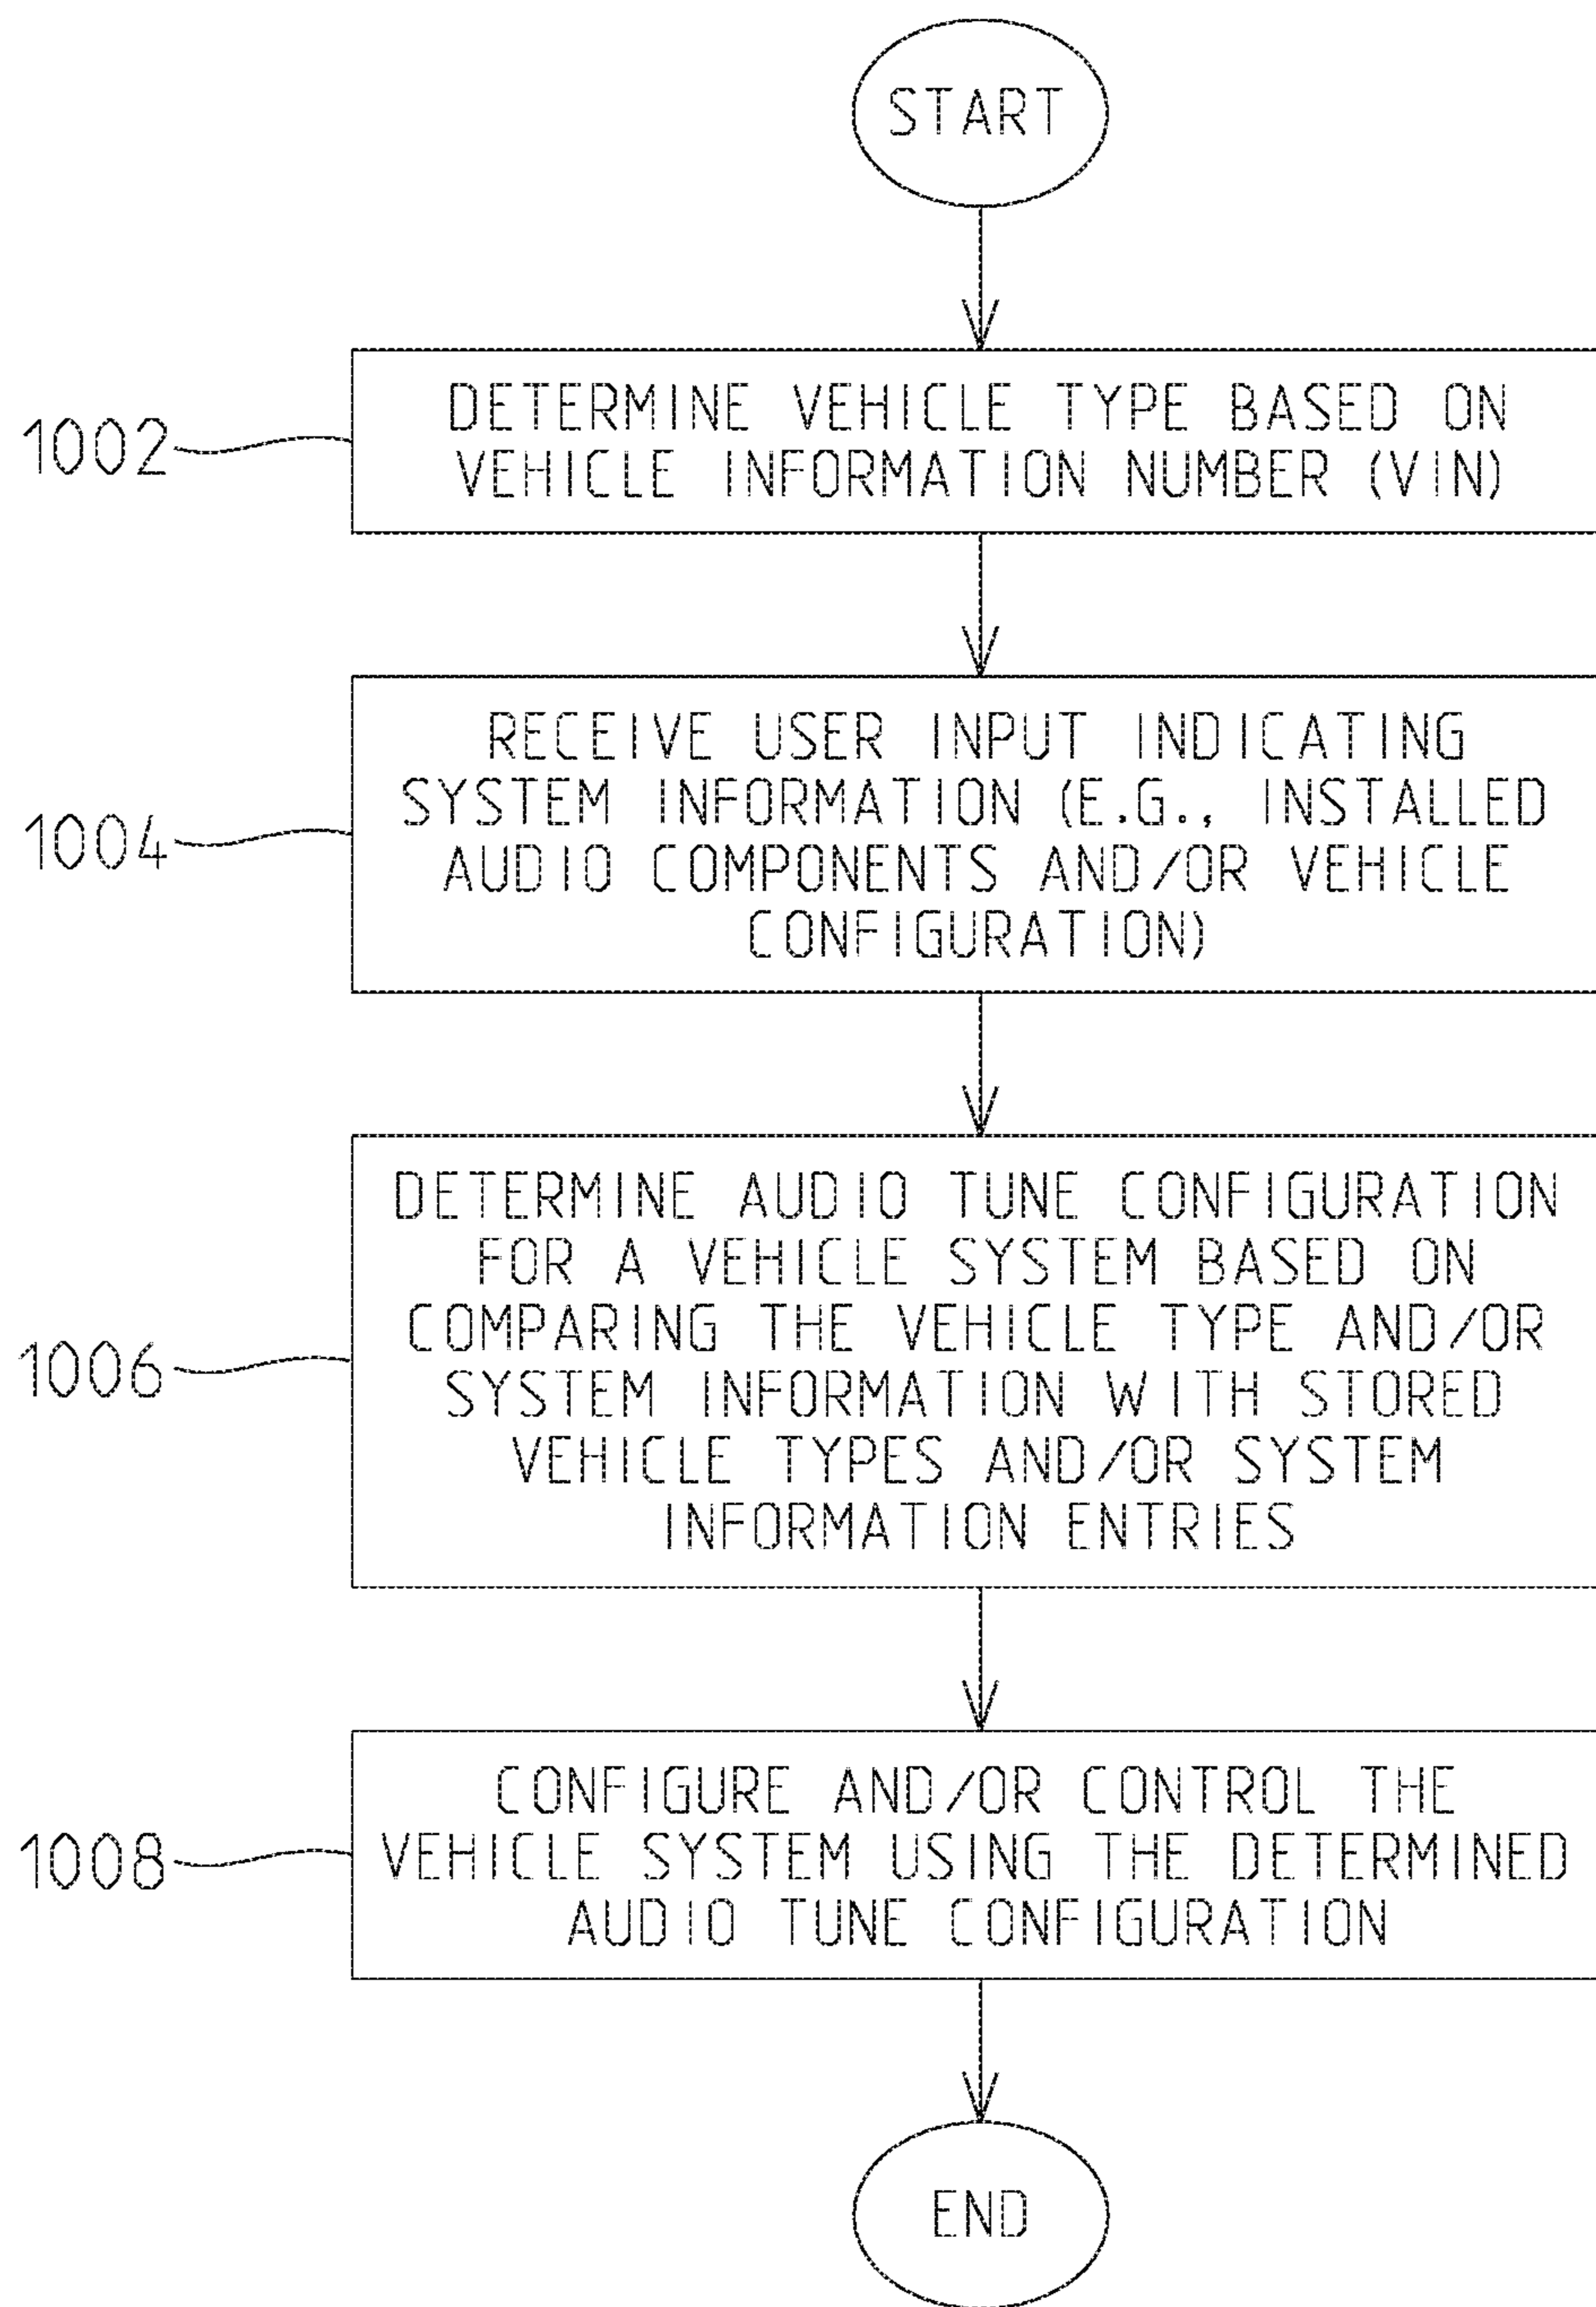 START
1002
DETERMINE VEHICLE TYPE BASED ON
VEHICLE INFORMATION NUMBER (VIN)
1004
RECEIVE USER INPUT INDICATING
SYSTEM INFORMATION (E.G., INSTALLED
AUDIO COMPONENTS AND/OR VEHICLE
CONFIGURATION)
1006
DETERMINE AUDIO TUNE CONFIGURATION
FOR A VEHICLE SYSTEM BASED ON
COMPARING THE VEHICLE TYPE AND/OR
SYSTEM INFORMATION WITH STORED
VEHICLE TYPES AND/OR SYSTEM
INFORMATION ENTRIES
1008
CONFIGURE AND/OR CONTROL THE
VEHICLE SYSTEM USING THE DETERMINED
AUDIO TUNE CONFIGURATION
END